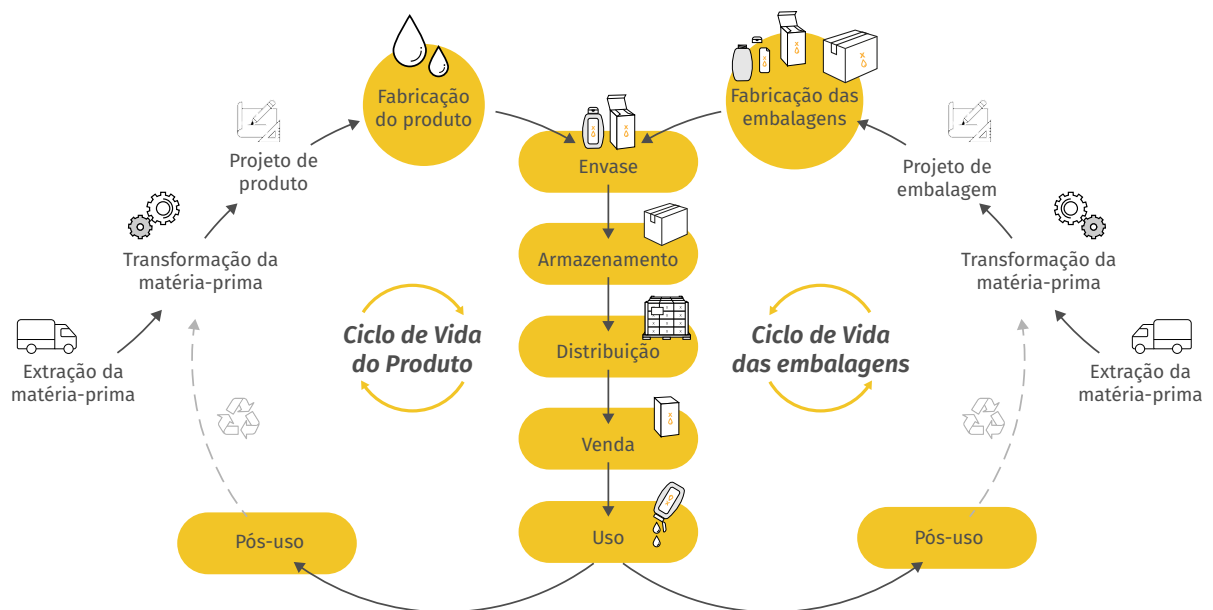 Fabricação
do produto
Fabricação das
embalagens
Projeto de
produto
Envase
Projeto de
embalagem
Transformação da
matéria-prima
Armazenamento
Transformação da
matéria-prima
Extração da
matéria-prima
Ciclo de Vida
do Produto
Distribuição
Ciclo de Vida
das embalagens
Extração da
matéria-prima
Venda
Pós-uso
Uso
Pós-uso